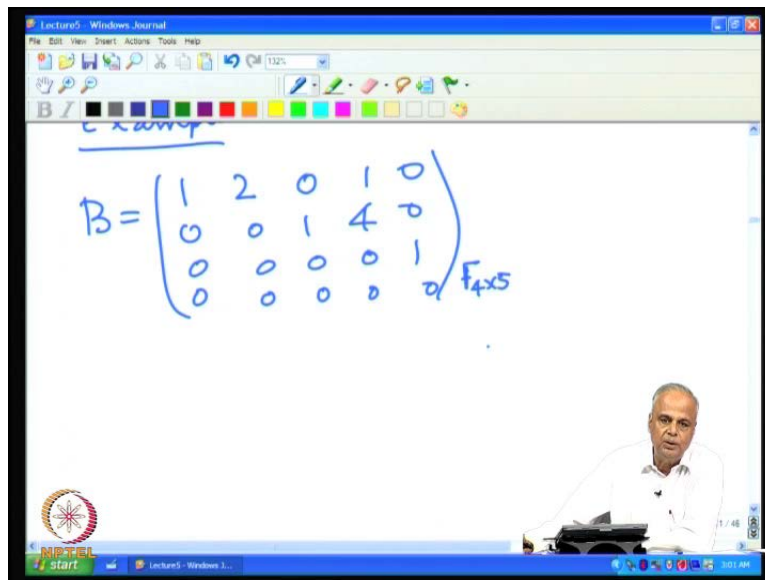 Lecture5 - Windows Journal
File Edit View Insert Actions Tools Help
132%
B I
Example
B = ( 1 2 0 1 0
0 0 1 4 0
0 0 0 0 1
0 0 0 0 0 ) F4x5
NPTEL
start Lecture5 - Windows J... 3:01 AM